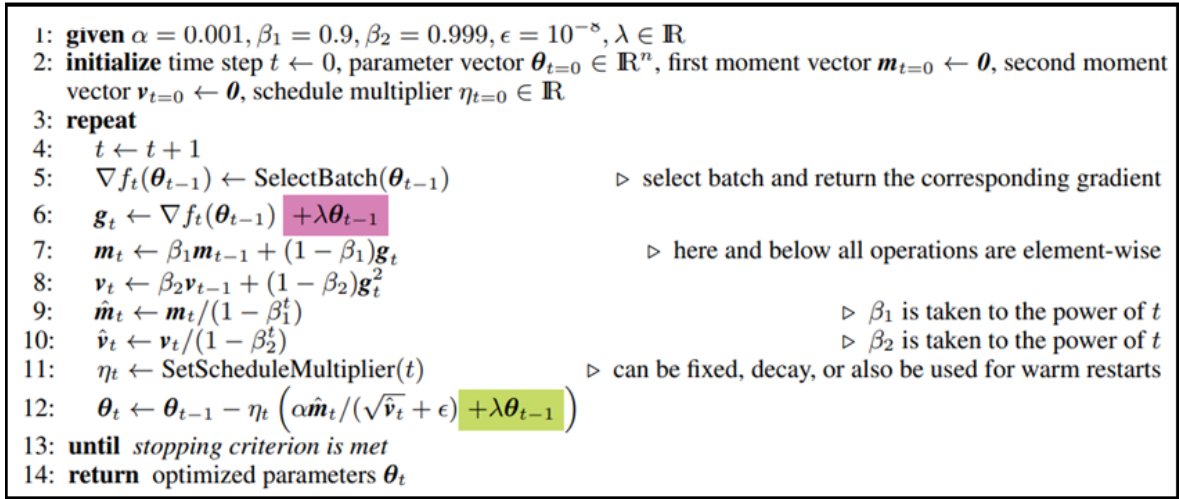 1: given α = 0.001, β₁ = 0.9, β₂ = 0.999, ϵ = 10⁻⁸, λ ∈ ℝ
2: initialize time step t ← 0, parameter vector θₜ₌₀ ∈ ℝⁿ, first moment vector mₜ₌₀ ← 0, second moment
vector vₜ₌₀ ← 0, schedule multiplier ηₜ₌₀ ∈ ℝ
3: repeat
4: t ← t + 1
5: ∇fₜ(θₜ₋₁) ← SelectBatch(θₜ₋₁) ▷ select batch and return the corresponding gradient
6: gₜ ← ∇fₜ(θₜ₋₁) +λθₜ₋₁
7: mₜ ← β₁mₜ₋₁ + (1 − β₁)gₜ ▷ here and below all operations are element-wise
8: vₜ ← β₂vₜ₋₁ + (1 − β₂)gₜ²
9: m̂ₜ ← mₜ/(1 − β₁ᵗ) ▷ β₁ is taken to the power of t
10: v̂ₜ ← vₜ/(1 − β₂ᵗ) ▷ β₂ is taken to the power of t
11: ηₜ ← SetScheduleMultiplier(t) ▷ can be fixed, decay, or also be used for warm restarts
12: θₜ ← θₜ₋₁ − ηₜ (αm̂ₜ/(√v̂ₜ + ϵ) +λθₜ₋₁)
13: until stopping criterion is met
14: return optimized parameters θₜ